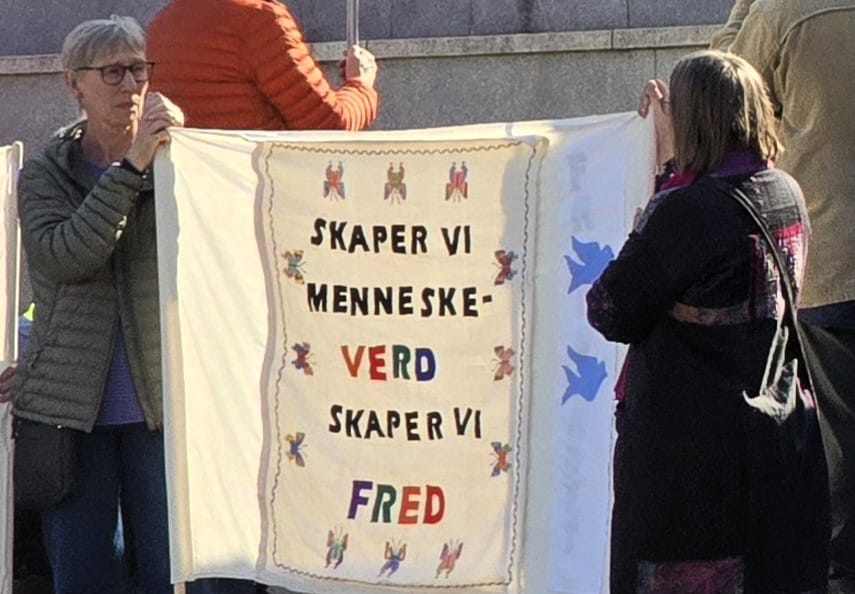 SKAPER VI
MENNESKE-
VERD
SKAPER VI
FRED